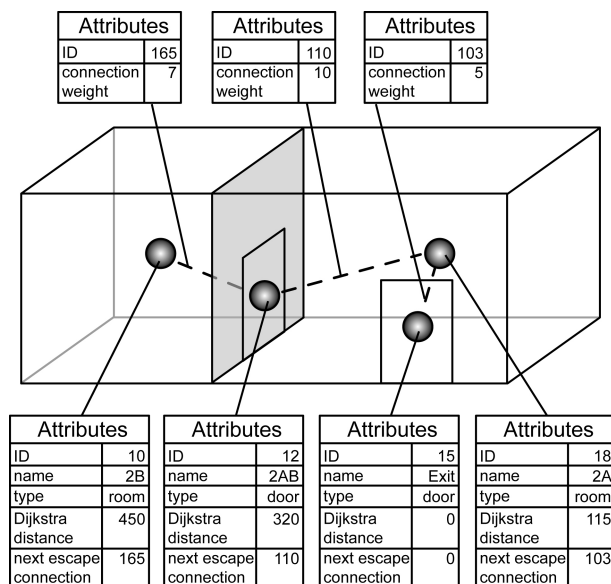 Attributes
ID 165
connection 7
weight
Attributes
ID 110
connection 10
weight
Attributes
ID 103
connection 5
weight
Attributes
ID 10
name 2B
type room
Dijkstra 450
distance
next escape 165
connection
Attributes
ID 12
name 2AB
type door
Dijkstra 320
distance
next escape 110
connection
Attributes
ID 15
name Exit
type door
Dijkstra 0
distance
next escape 0
connection
Attributes
ID 18
name 2A
type room
Dijkstra 115
distance
next escape 103
connection